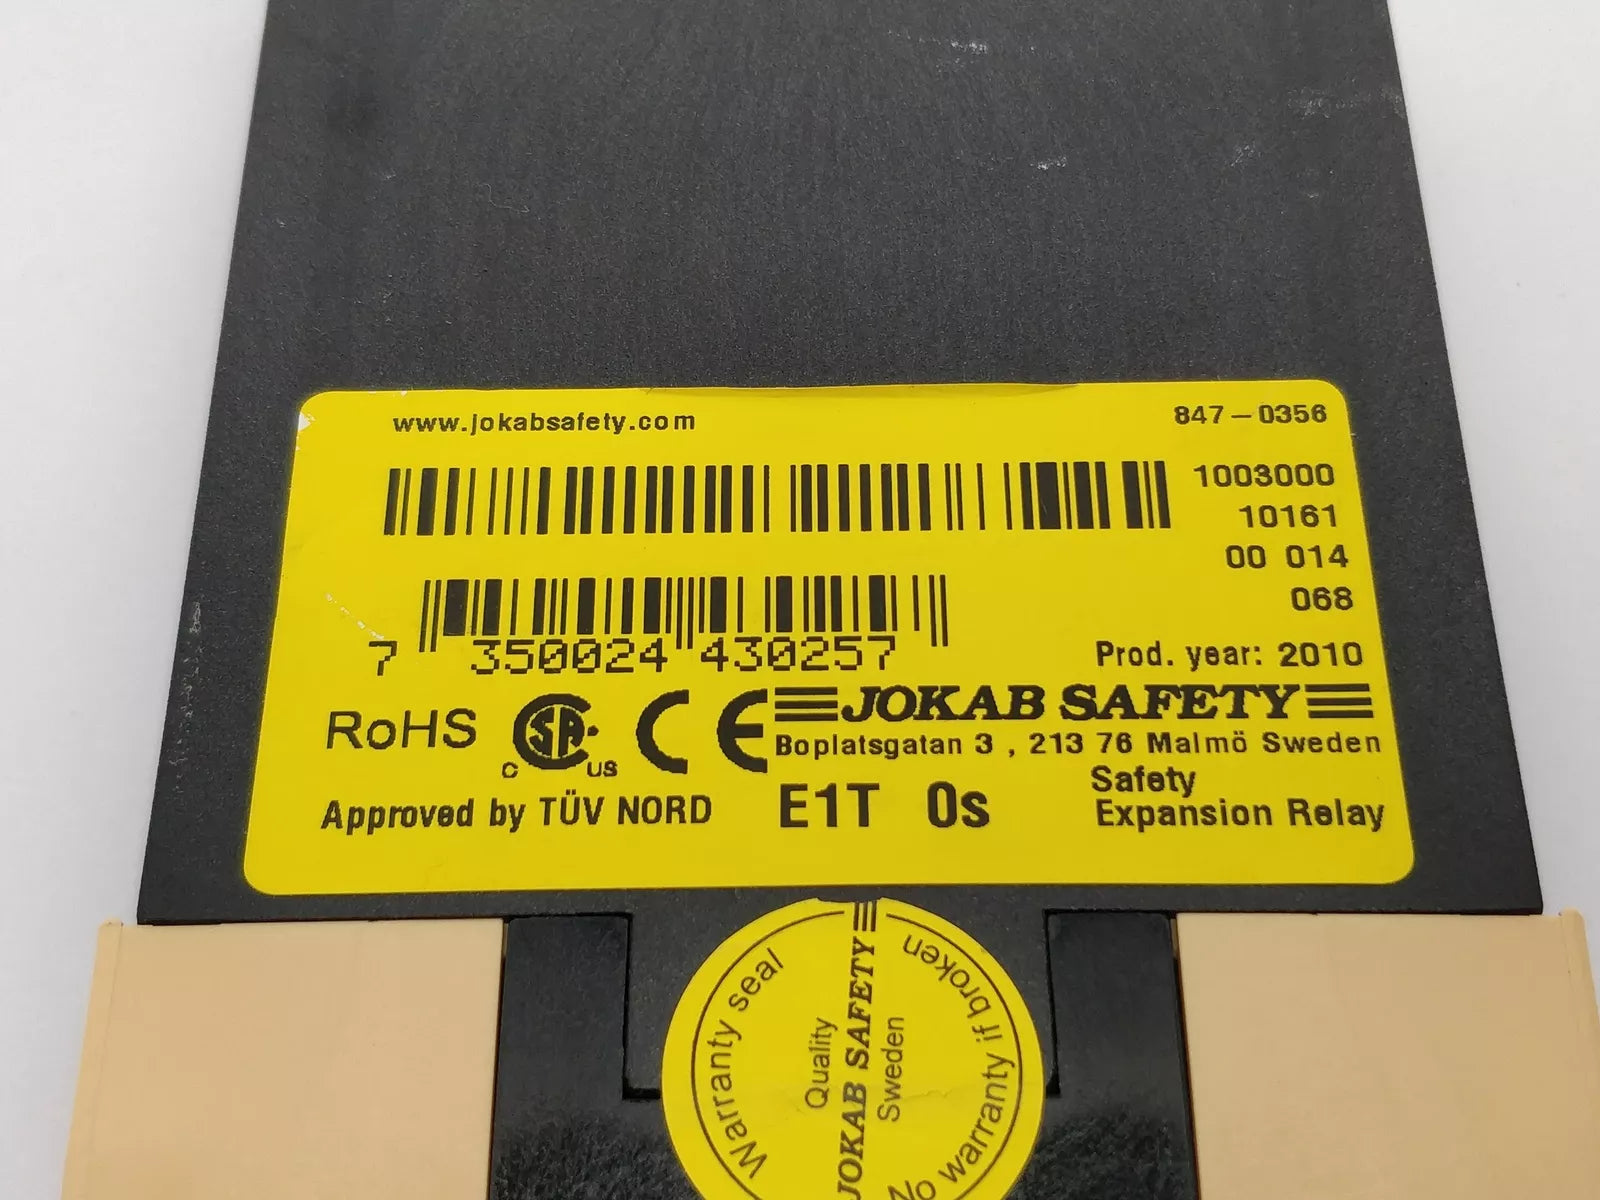 www.jokabsafety.com
847-0356
1003000
10161
00 014
068
7 350024 430257
Prod. year: 2010
JOKAB SAFETY
Boplatsgatan 3 , 213 76 Malmö Sweden
RoHS
C SA US
CE
Approved by TÜV NORD
E1T 0s
Safety
Expansion Relay
Warranty seal
Quality
JOKAB SAFETY
Sweden
No warranty if broken